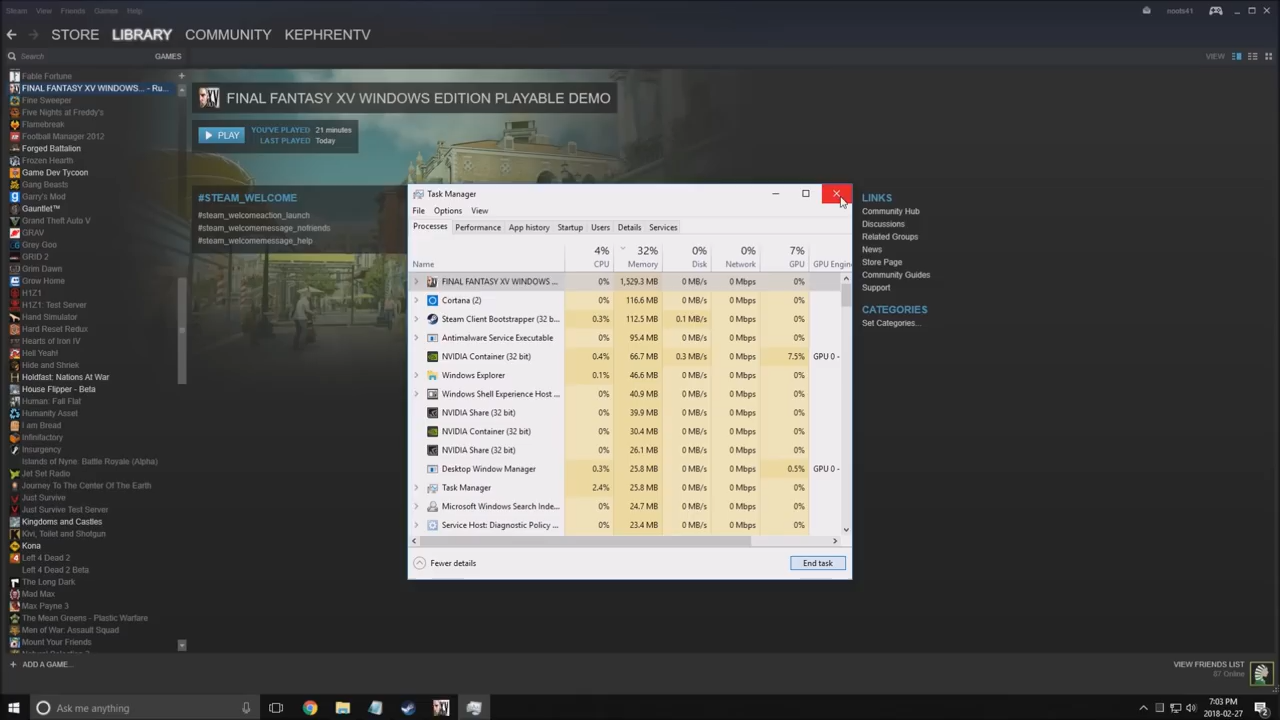 Steam View Friends Games Help
noofs41
STORE LIBRARY COMMUNITY KEPHRENTV
Search GAMES
VIEW
Fable Fortune
FINAL FANTASY XV WINDOWS... - Ru...
Fine Sweeper
Five Nights at Freddy's
Flamebreak
Football Manager 2012
Forged Battalion
Frozen Hearth
Game Dev Tycoon
Gang Beasts
Garry's Mod
Gauntlet™
Grand Theft Auto V
GRAV
Grey Goo
GRID 2
Grim Dawn
Grow Home
H1Z1
H1Z1: Test Server
Hand Simulator
Hard Reset Redux
Hearts of Iron IV
Hell Yeah!
Hide and Shriek
Holdfast: Nations At War
House Flipper - Beta
Human: Fall Flat
Humanity Asset
I am Bread
Infinifactory
Insurgency
Islands of Nyne: Battle Royale (Alpha)
Jet Set Radio
Journey To The Center Of The Earth
Just Survive
Just Survive Test Server
Kingdoms and Castles
Kivi, Toilet and Shotgun
Kona
Left 4 Dead 2
Left 4 Dead 2 Beta
The Long Dark
Mad Max
Max Payne 3
The Mean Greens - Plastic Warfare
Men of War: Assault Squad
Mount Your Friends
ADD A GAME...
FINAL FANTASY XV WINDOWS EDITION PLAYABLE DEMO
PLAY
YOU'VE PLAYED 21 minutes
LAST PLAYED Today
#STEAM_WELCOME
#steam_welcomeaction_launch
#steam_welcomemessage_nofriends
#steam_welcomemessage_help
Task Manager
File Options View
Processes Performance App history Startup Users Details Services
4% 32% 0% 0% 7%
Name CPU Memory Disk Network GPU GPU Engine
FINAL FANTASY XV WINDOWS ... 0% 1,529.3 MB 0 MB/s 0 Mbps 0%
Cortana (2) 0% 116.6 MB 0 MB/s 0 Mbps 0%
Steam Client Bootstrapper (32 b... 0.3% 112.5 MB 0.1 MB/s 0 Mbps 0%
Antimalware Service Executable 0% 95.4 MB 0 MB/s 0 Mbps 0%
NVIDIA Container (32 bit) 0.4% 66.7 MB 0.3 MB/s 0 Mbps 7.5% GPU 0 -
Windows Explorer 0.1% 46.6 MB 0 MB/s 0 Mbps 0%
Windows Shell Experience Host ... 0% 40.9 MB 0 MB/s 0 Mbps 0%
NVIDIA Share (32 bit) 0% 39.9 MB 0 MB/s 0 Mbps 0%
NVIDIA Container (32 bit) 0% 30.4 MB 0 MB/s 0 Mbps 0%
NVIDIA Share (32 bit) 0% 26.1 MB 0 MB/s 0 Mbps 0%
Desktop Window Manager 0.3% 25.8 MB 0 MB/s 0 Mbps 0.5% GPU 0 -
Task Manager 2.4% 25.8 MB 0 MB/s 0 Mbps 0%
Microsoft Windows Search Inde... 0% 24.7 MB 0 MB/s 0 Mbps 0%
Service Host: Diagnostic Policy ... 0% 23.4 MB 0 MB/s 0 Mbps 0%
Fewer details End task
LINKS
Community Hub
Discussions
Related Groups
News
Store Page
Community Guides
Support
CATEGORIES
Set Categories...
VIEW FRIENDS LIST
87 Online
Ask me anything
7:03 PM
2018-02-27
2